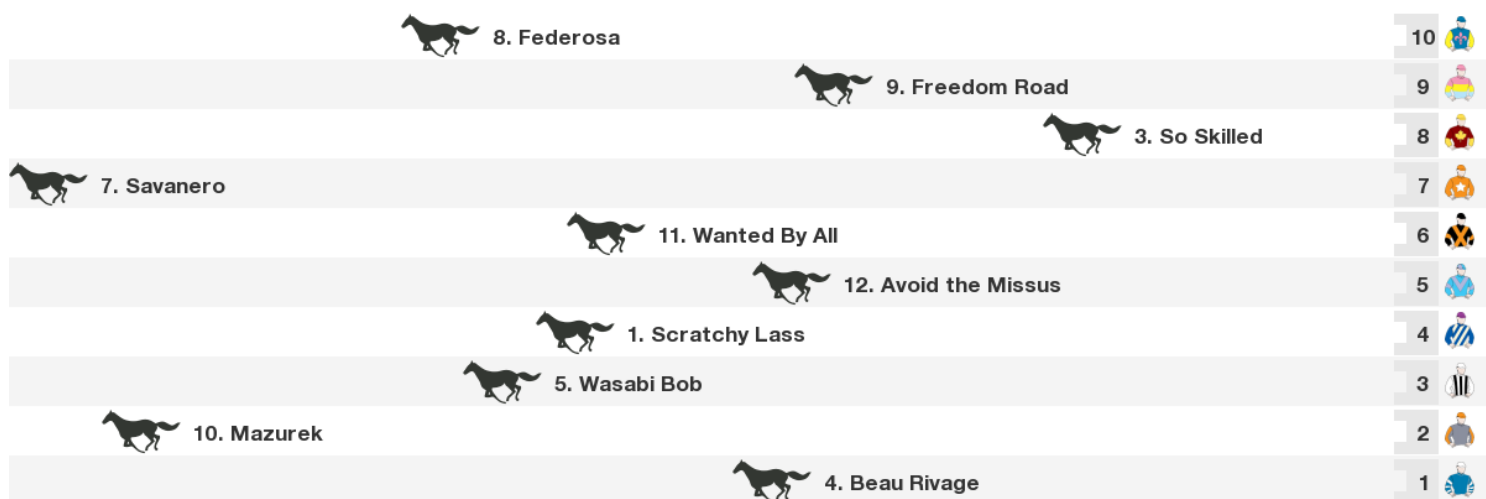 8. Federosa 10
9. Freedom Road 9
3. So Skilled 8
7. Savanero 7
11. Wanted By All 6
12. Avoid the Missus 5
1. Scratchy Lass 4
5. Wasabi Bob 3
10. Mazurek 2
4. Beau Rivage 1